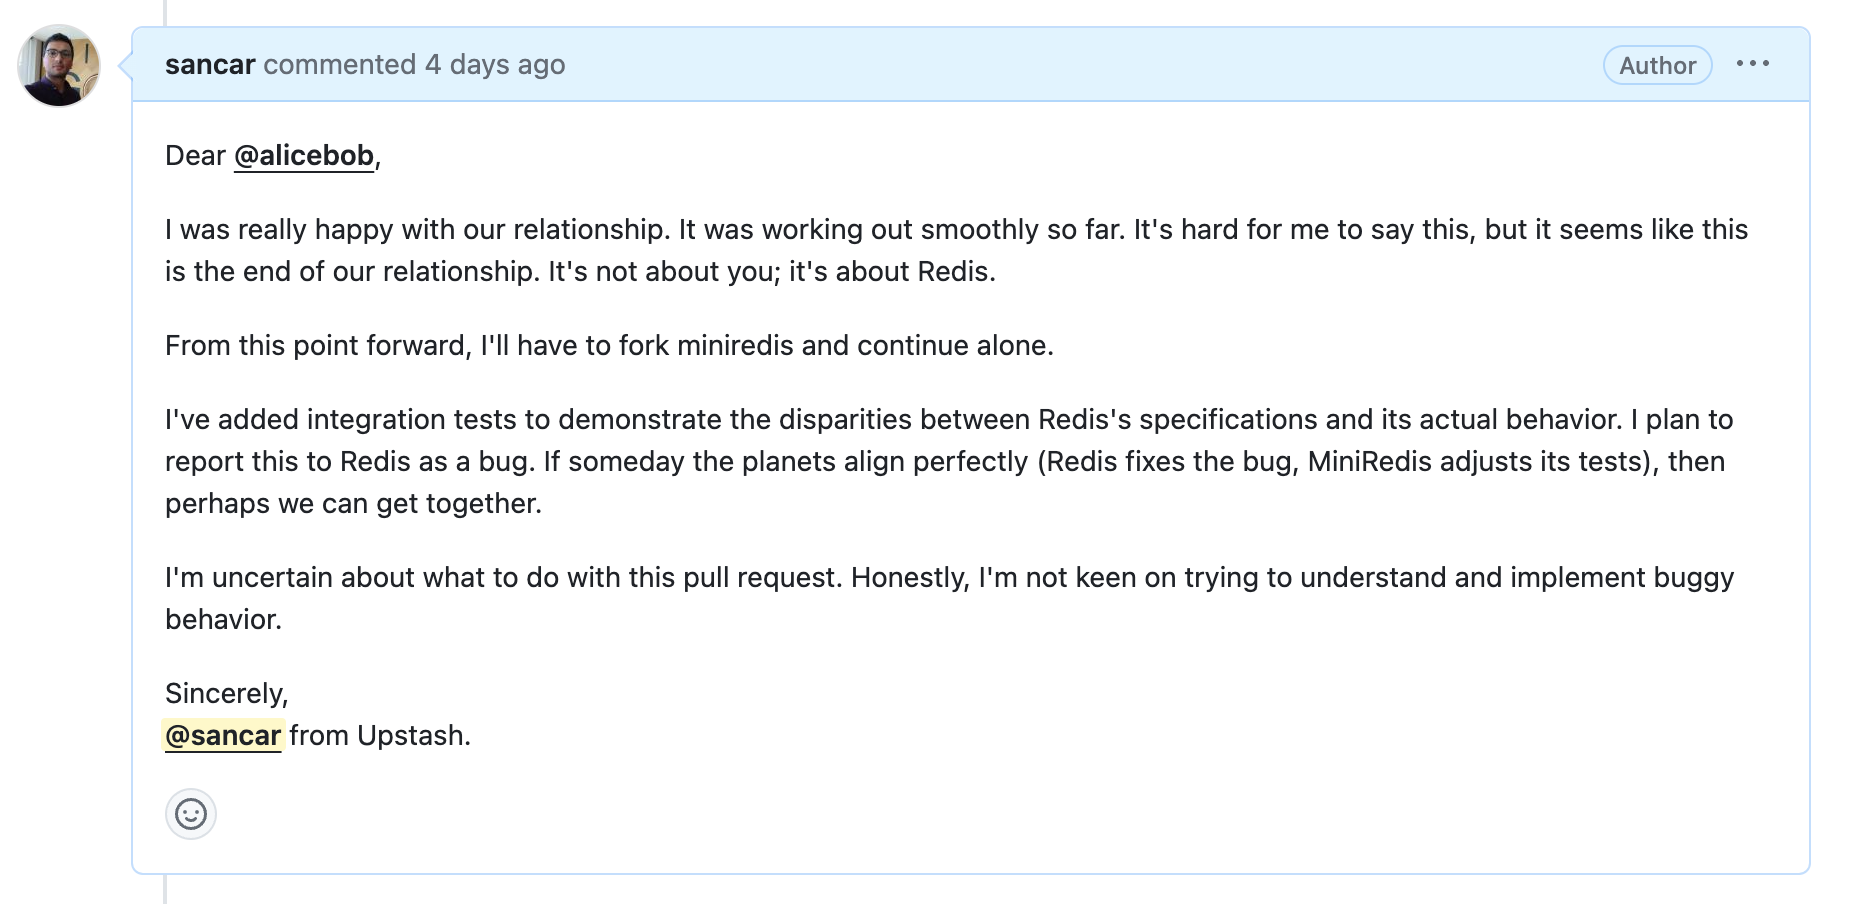 sancar commented 4 days ago
Author
Dear @alicebob,
I was really happy with our relationship. It was working out smoothly so far. It's hard for me to say this, but it seems like this
is the end of our relationship. It's not about you; it's about Redis.
From this point forward, I'll have to fork miniredis and continue alone.
I've added integration tests to demonstrate the disparities between Redis's specifications and its actual behavior. I plan to
report this to Redis as a bug. If someday the planets align perfectly (Redis fixes the bug, MiniRedis adjusts its tests), then
perhaps we can get together.
I'm uncertain about what to do with this pull request. Honestly, I'm not keen on trying to understand and implement buggy
behavior.
Sincerely,
@sancar from Upstash.